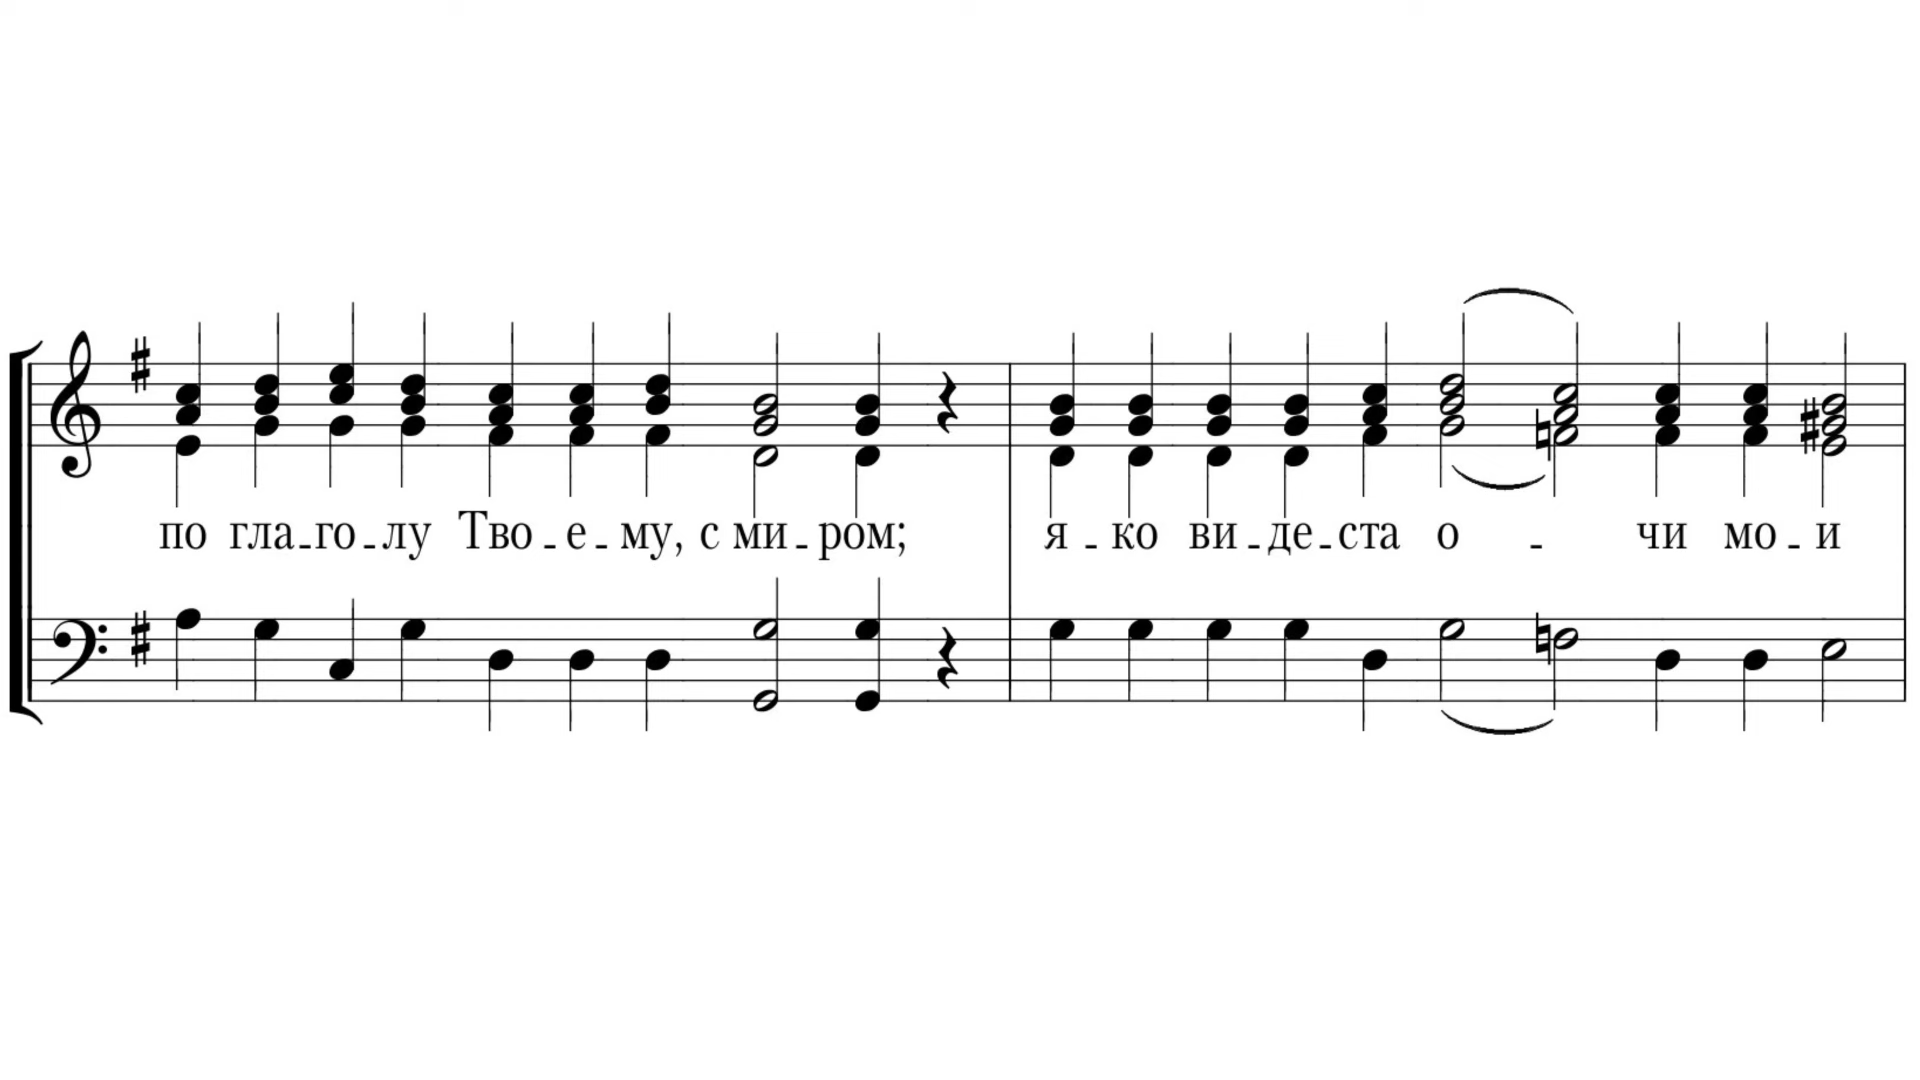 по гла-го-лу Тво-е-му, с ми-ром; я-ко ви-де-ста о - чи мо-и